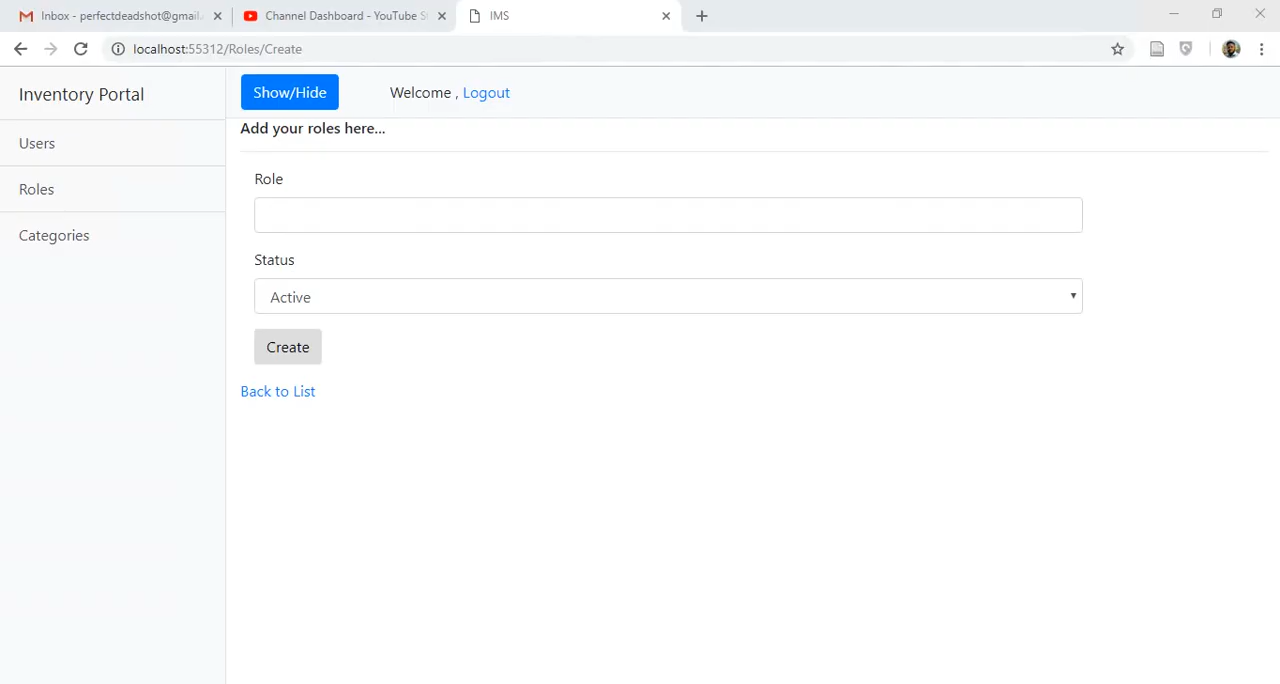 Inbox - perfectdeadshot@gmail.
Channel Dashboard - YouTube S
IMS
localhost:55312/Roles/Create
Inventory Portal
Show/Hide
Welcome , Logout
Add your roles here...
Users
Roles
Categories
Role
Status
Active
Create
Back to List